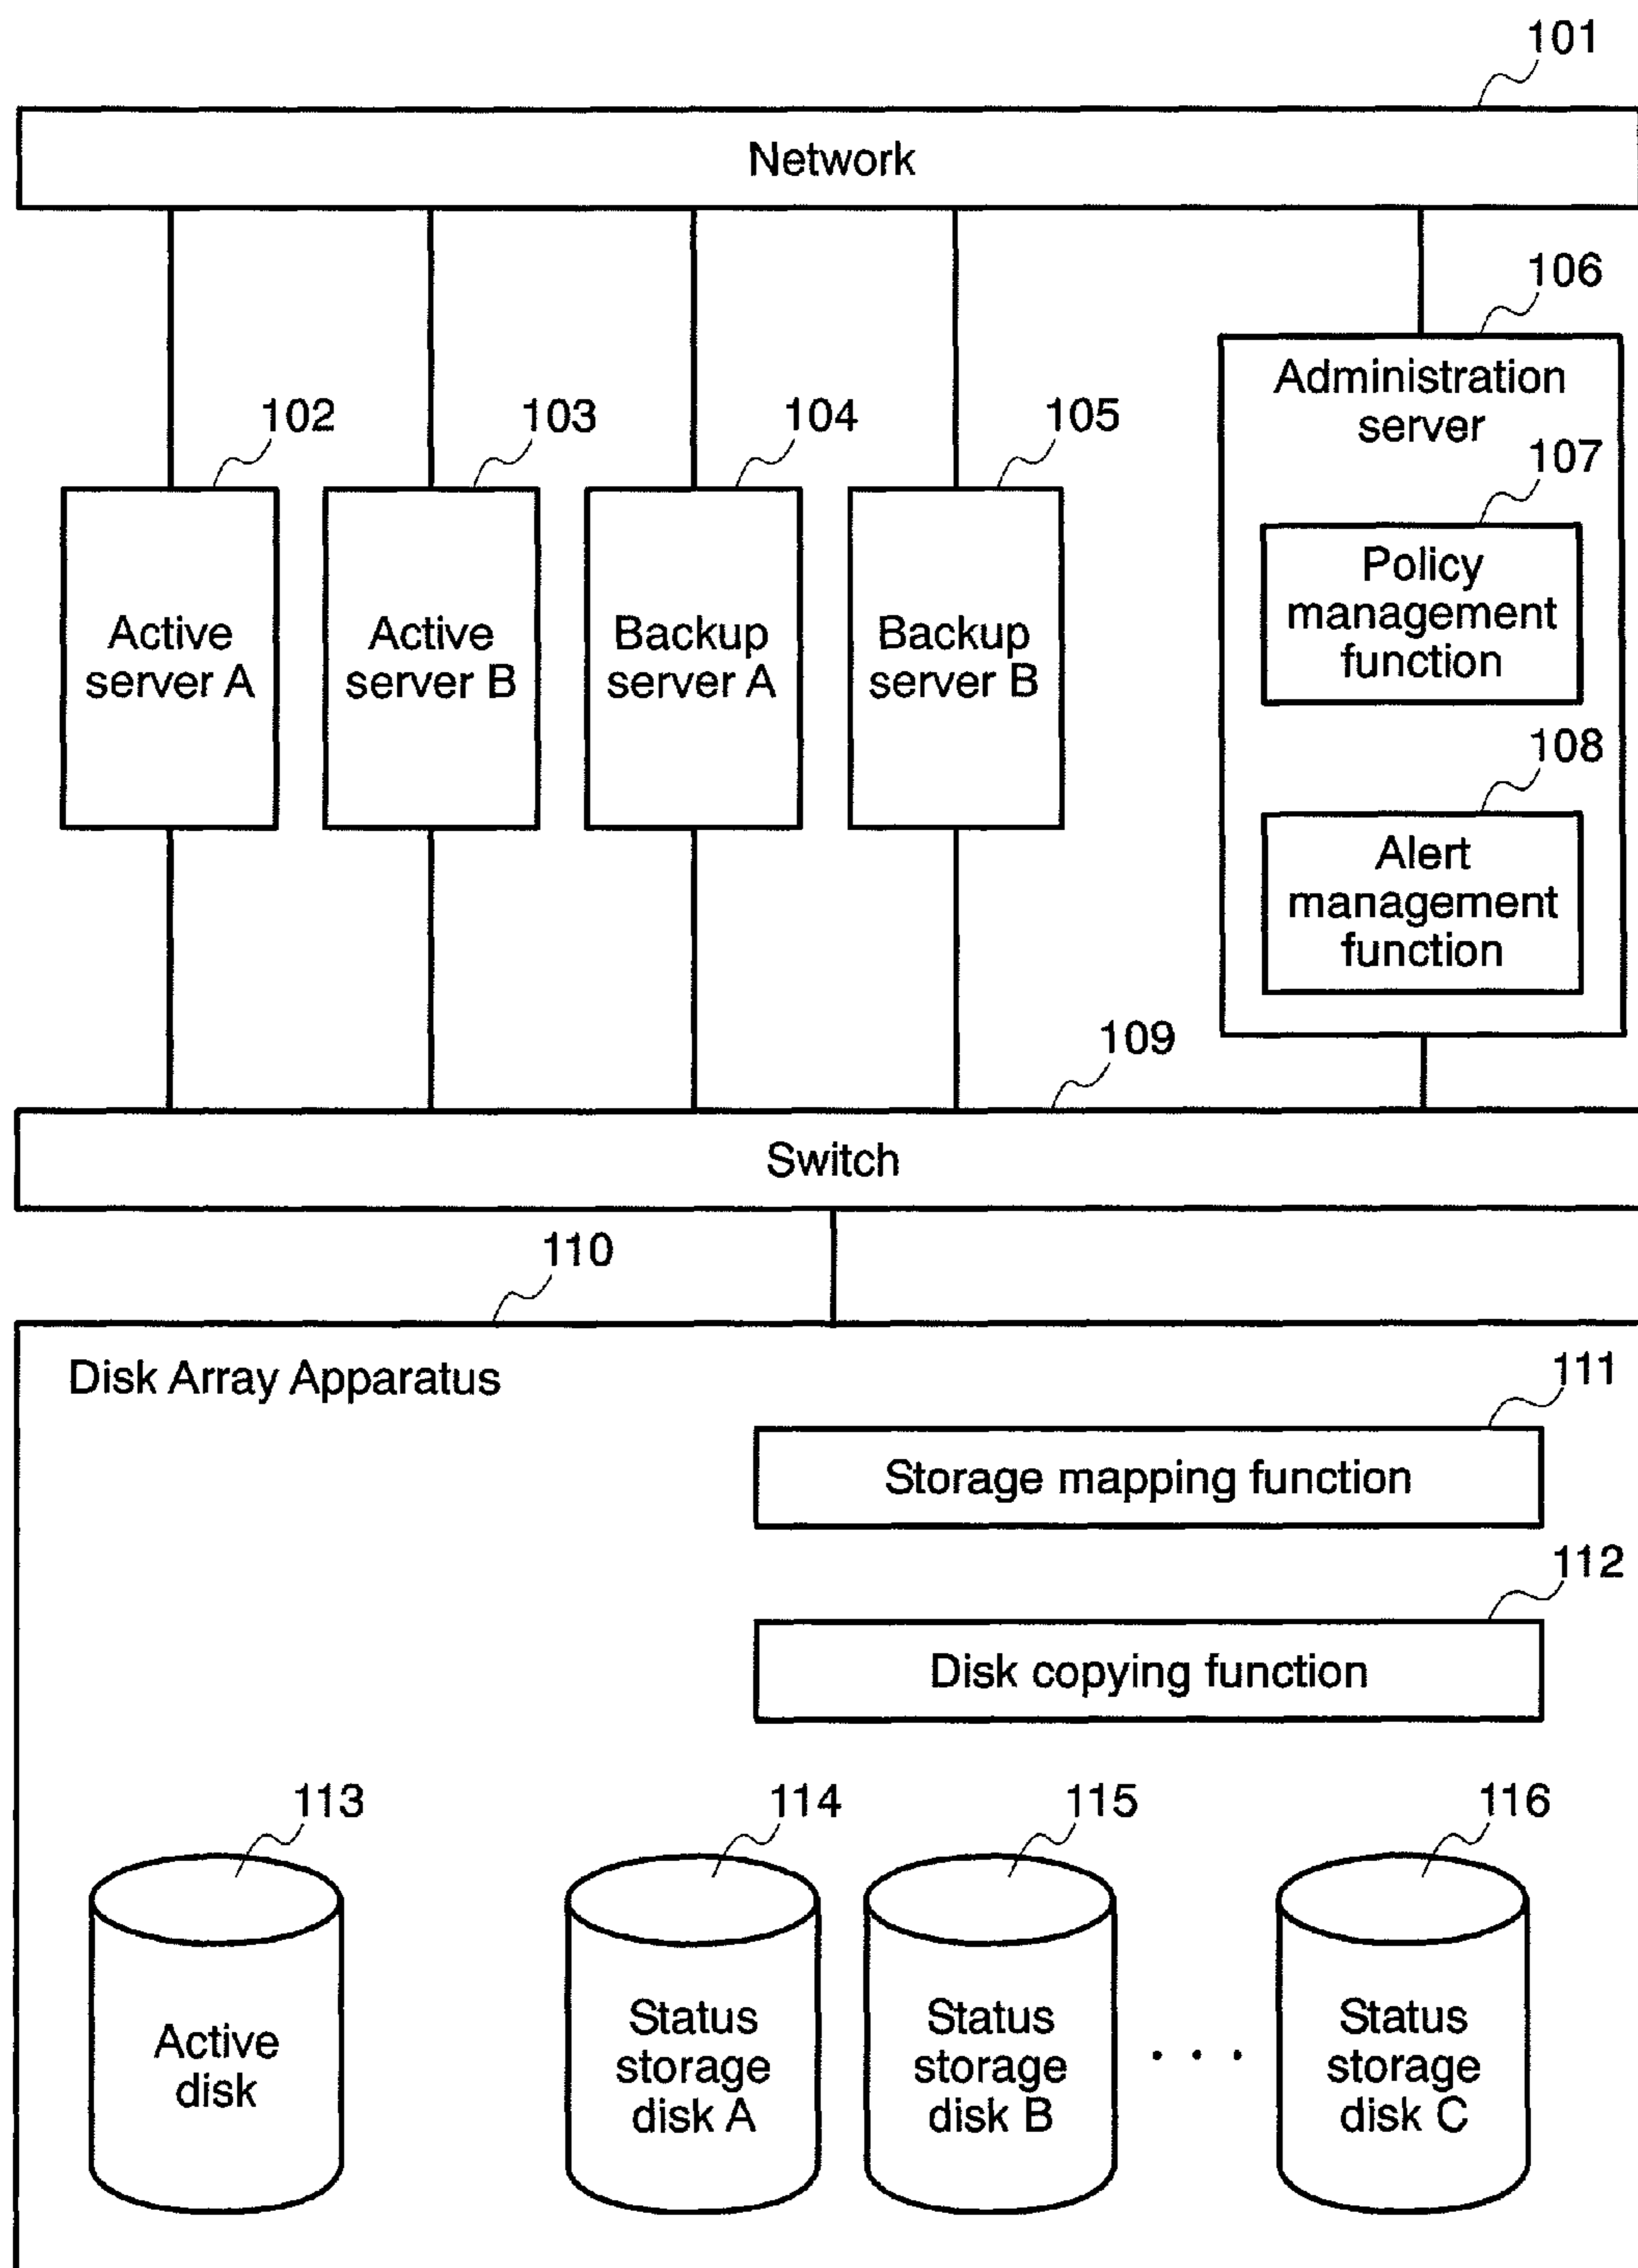 101
Network
106
Administration
server
102
103
104
105
107
Policy
management
function
Active
server A
Active
server B
Backup
server A
Backup
server B
108
Alert
management
function
109
Switch
110
Disk Array Apparatus
111
Storage mapping function
112
Disk copying function
113
114
115
116
Active
disk
Status
storage
disk A
Status
storage
disk B
. . .
Status
storage
disk C